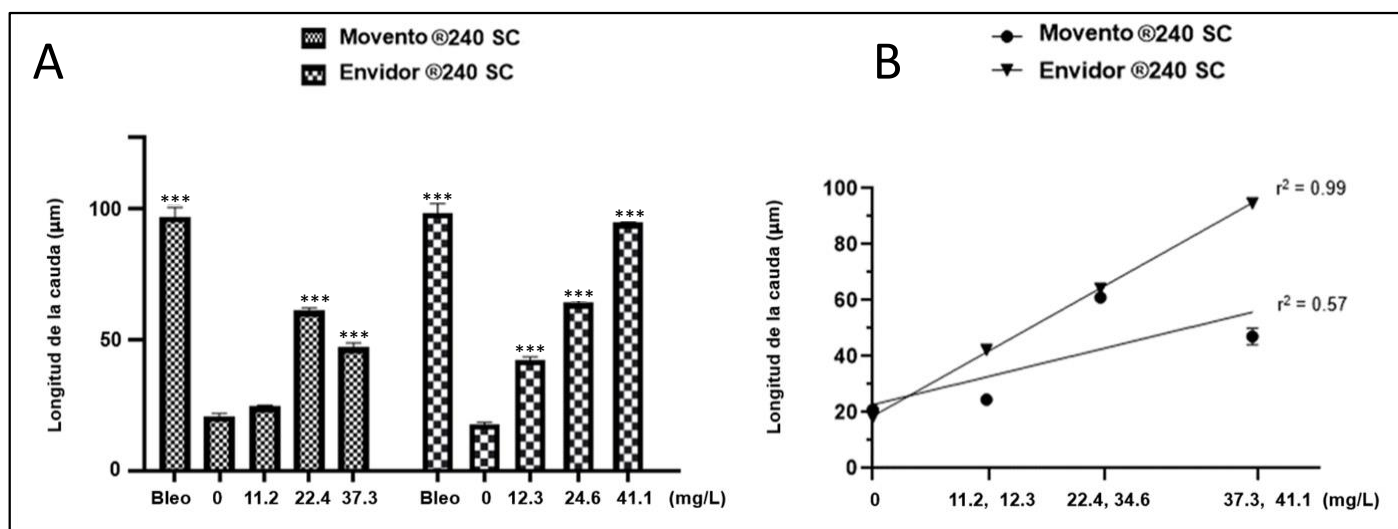 A
Movento ®240 SC
Envidor ®240 SC
Longitud de la cauda (µm)
100
50
0
***
***
***
***
***
***
***
Bleo 0 11.2 22.4 37.3 Bleo 0 12.3 24.6 41.1 (mg/L)
B
Movento ®240 SC
Envidor ®240 SC
Longitud de la cauda (µm)
100
80
60
40
20
0
r² = 0.99
r² = 0.57
0 11.2, 12.3 22.4, 34.6 37.3, 41.1 (mg/L)